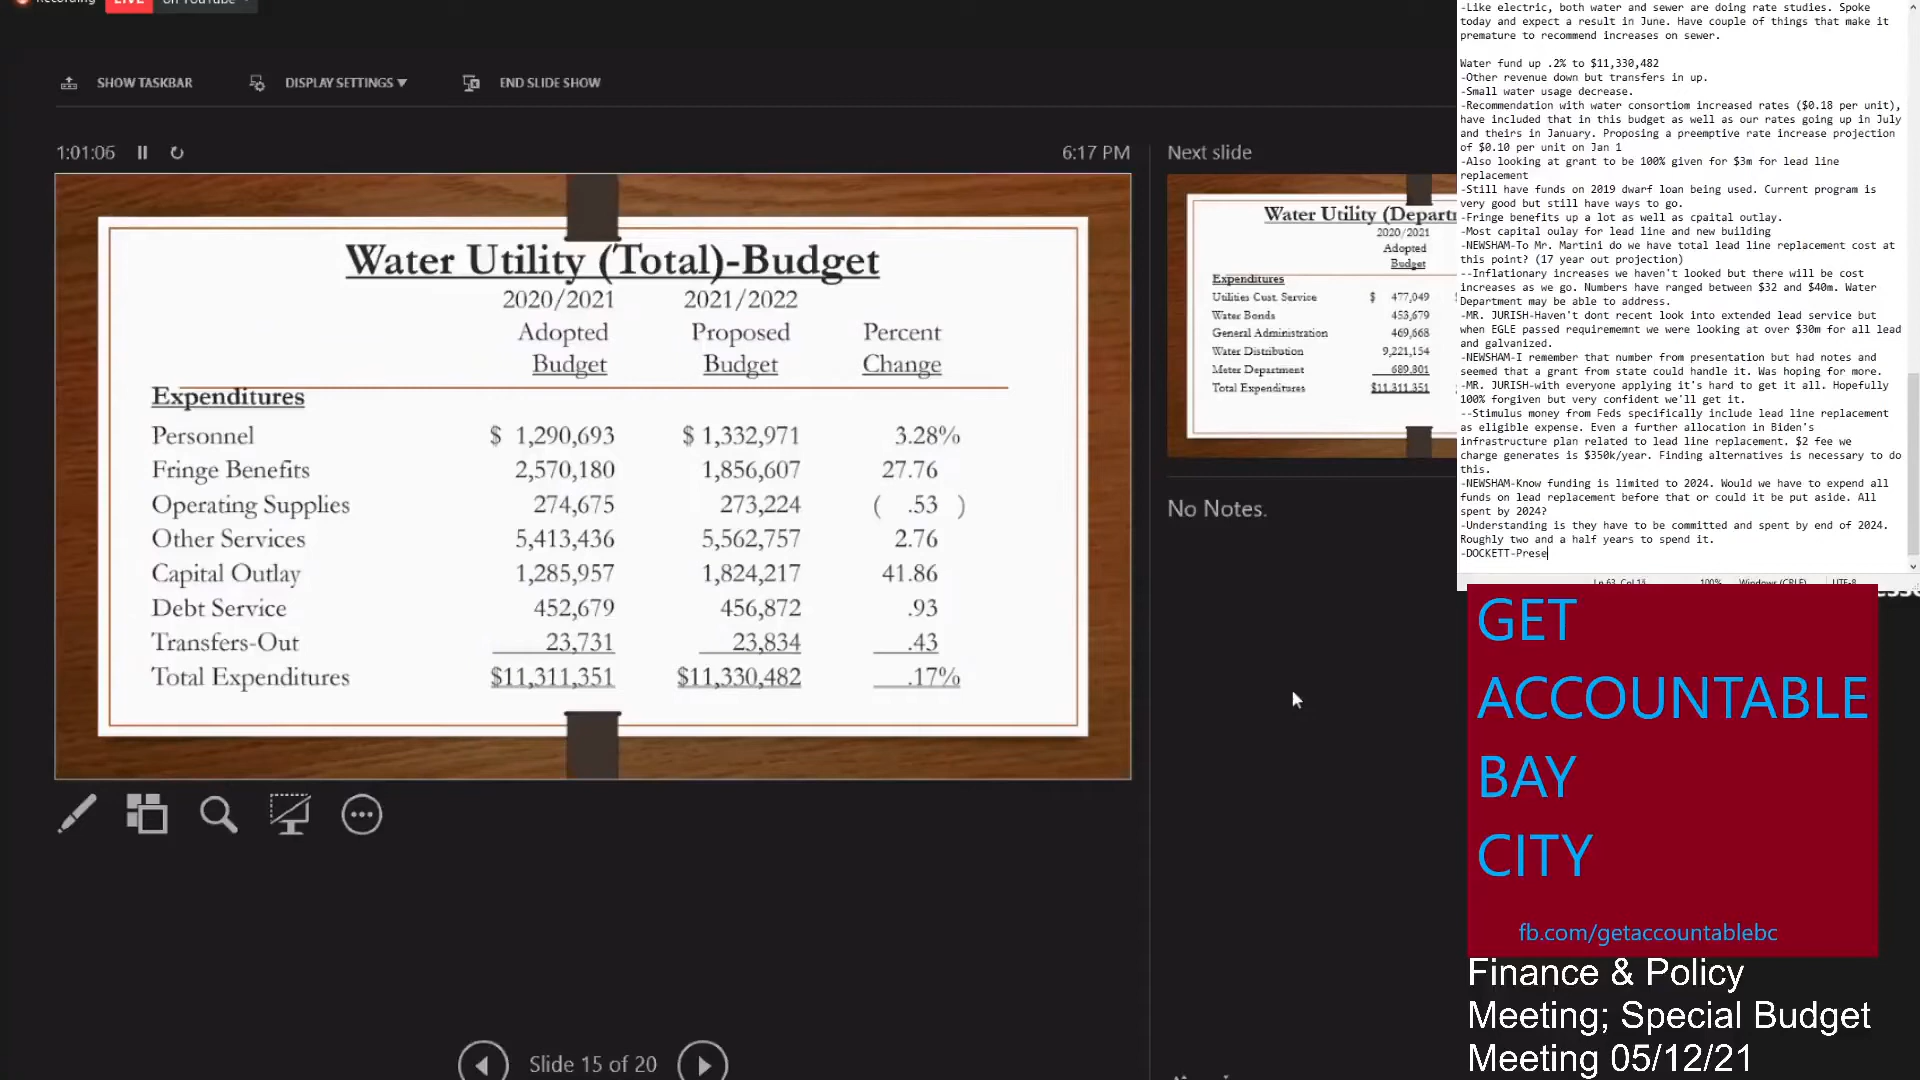 LIVE on YouTube
SHOW TASKBAR DISPLAY SETTINGS ▾ END SLIDE SHOW
1:01:06 6:17 PM
Water Utility (Total)-Budget
2020/2021 2021/2022
Adopted Proposed Percent
Budget Budget Change
Expenditures
Personnel $ 1,290,693 $ 1,332,971 3.28%
Fringe Benefits 2,570,180 1,856,607 27.76
Operating Supplies 274,675 273,224 ( .53 )
Other Services 5,413,436 5,562,757 2.76
Capital Outlay 1,285,957 1,824,217 41.86
Debt Service 452,679 456,872 .93
Transfers-Out 23,731 23,834 .43
Total Expenditures $11,311,351 $11,330,482 .17%
Slide 15 of 20
Next slide
Water Utility (Departm
2020/2021
Adopted
Budget
Expenditures
Utilities Cust. Service $ 477,049
Water Bonds 453,679
General Administration 469,668
Water Distribution 9,221,154
Meter Department 689,801
Total Expenditures $11,311,351
No Notes.
-Like electric, both water and sewer are doing rate studies. Spoke
today and expect a result in June. Have couple of things that make it
premature to recommend increases on sewer.
Water fund up .2% to $11,330,482
-Other revenue down but transfers in up.
-Small water usage decrease.
-Recommendation with water consortiom increased rates ($0.18 per unit),
have included that in this budget as well as our rates going up in July
and theirs in January. Proposing a preemptive rate increase projection
of $0.10 per unit on Jan 1
-Also looking at grant to be 100% given for $3m for lead line
replacement
-Still have funds on 2019 dwarf loan being used. Current program is
very good but still have ways to go.
-Fringe benefits up a lot as well as cpaital outlay.
-Most capital oulay for lead line and new building
-NEWSHAM-To Mr. Martini do we have total lead line replacement cost at
this point? (17 year out projection)
--Inflationary increases we haven't looked but there will be cost
increases as we go. Numbers have ranged between $32 and $40m. Water
Department may be able to address.
-MR. JURISH-Haven't dont recent look into extended lead service but
when EGLE passed requirememnt we were looking at over $30m for all lead
and galvanized.
-NEWSHAM-I remember that number from presentation but had notes and
seemed that a grant from state could handle it. Was hoping for more.
-MR. JURISH-with everyone applying it's hard to get it all. Hopefully
100% forgiven but very confident we'll get it.
--Stimulus money from Feds specifically include lead line replacement
as eligible expense. Even a further allocation in Biden's
infrastructure plan related to lead line replacement. $2 fee we
charge generates is $350k/year. Finding alternatives is necessary to do
this.
-NEWSHAM-Know funding is limited to 2024. Would we have to expend all
funds on lead replacement before that or could it be put aside. All
spent by 2024?
-Understanding is they have to be committed and spent by end of 2024.
Roughly two and a half years to spend it.
-DOCKETT-Prese
Ln 63, Col 15 100% Windows (CRLF) UTF-8
GET
ACCOUNTABLE
BAY
CITY
fb.com/getaccountablebc
Finance & Policy
Meeting; Special Budget
Meeting 05/12/21